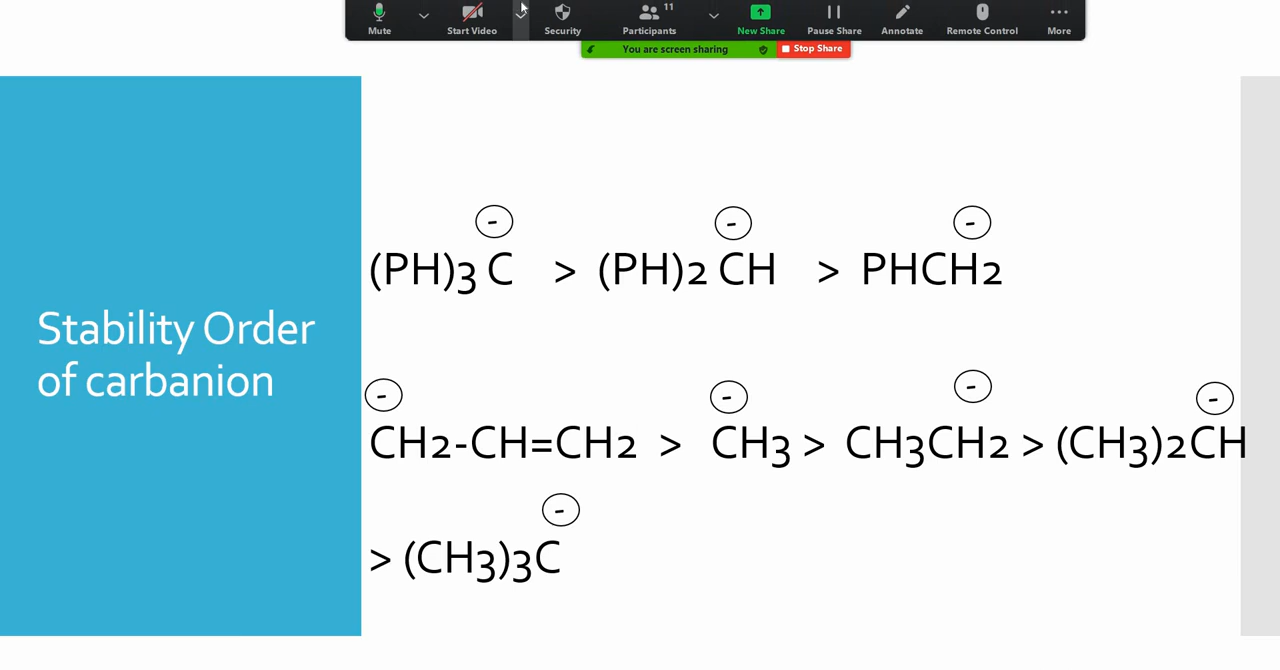 11
Mute Start Video Security Participants New Share Pause Share Annotate Remote Control More
You are screen sharing Stop Share
Stability Order
of carbanion
- - -
(PH)3 C > (PH)2 CH > PHCH2
- - - -
CH2-CH=CH2 > CH3 > CH3CH2 > (CH3)2CH
-
> (CH3)3C